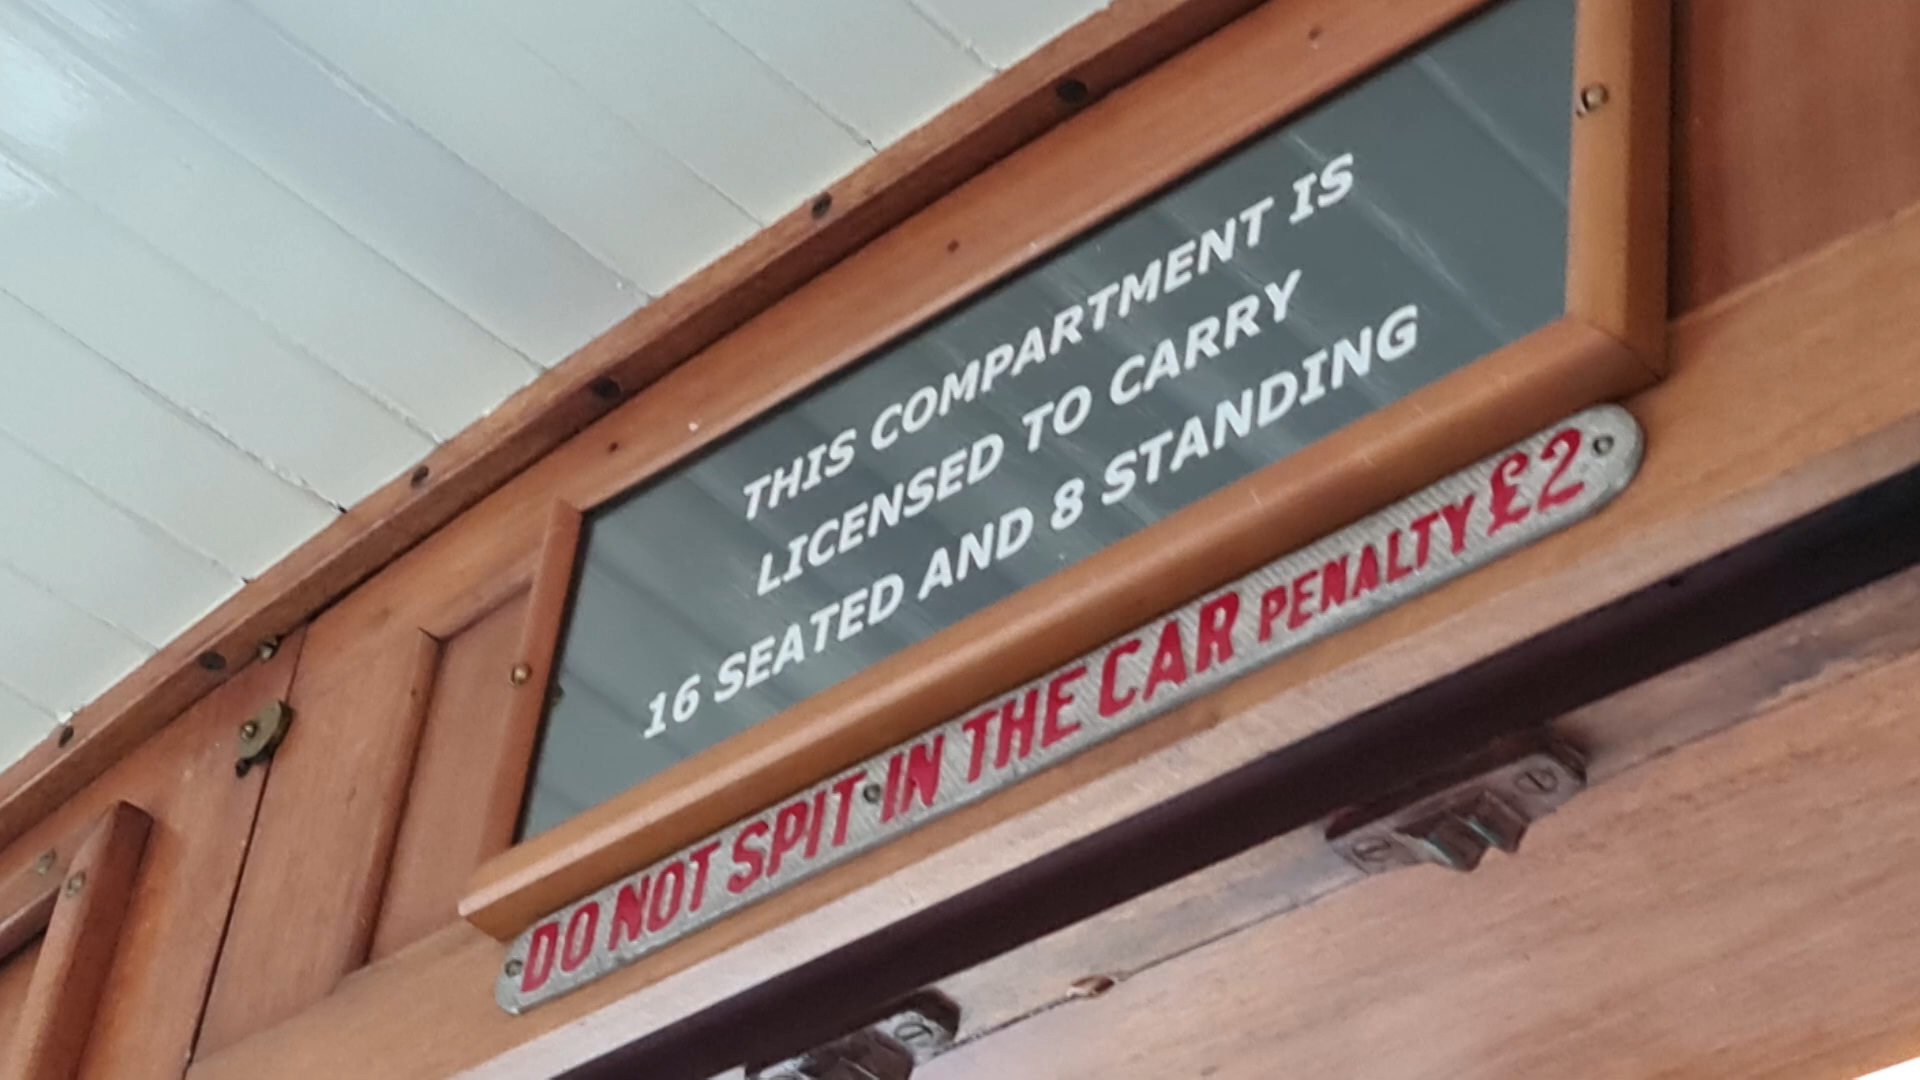 THIS COMPARTMENT IS
LICENSED TO CARRY
16 SEATED AND 8 STANDING
DO NOT SPIT IN THE CAR PENALTY £2